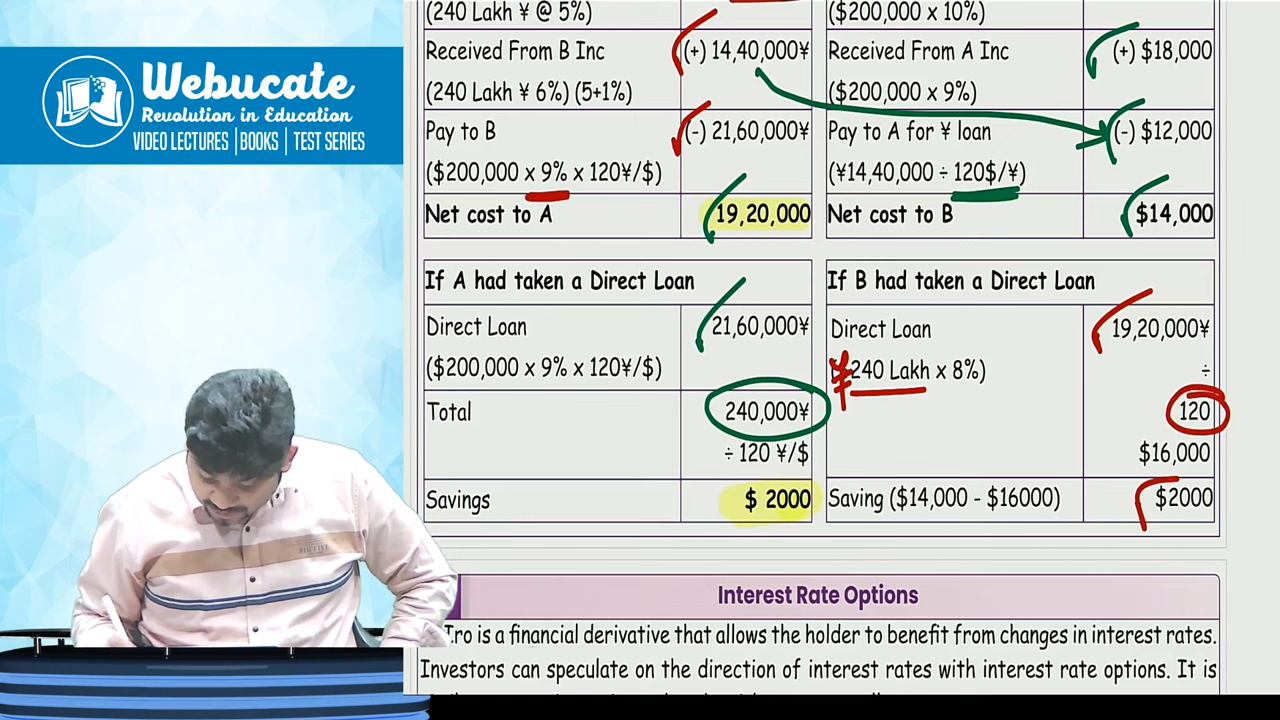 Webucate
Revolution in Education
VIDEO LECTURES | BOOKS | TEST SERIES
(240 Lakh ¥ @ 5%)
Received From B Inc (+) 14,40,000¥
(240 Lakh ¥ 6%) (5+1%)
Pay to B (-) 21,60,000¥
($200,000 x 9% x 120¥/$)
Net cost to A 19,20,000
($200,000 x 10%)
Received From A Inc (+) $18,000
($200,000 x 9%)
Pay to A for ¥ loan (-) $12,000
(¥14,40,000 ÷ 120$/¥)
Net cost to B $14,000
If A had taken a Direct Loan
Direct Loan 21,60,000¥
($200,000 x 9% x 120¥/$)
Total 240,000¥
÷ 120 ¥/$
Savings $ 2000
If B had taken a Direct Loan
Direct Loan 19,20,000¥
¥240 Lakh x 8%) ÷
120
$16,000
Saving ($14,000 - $16000) $2000
Interest Rate Options
is a financial derivative that allows the holder to benefit from changes in interest rates.
Investors can speculate on the direction of interest rates with interest rate options. It is